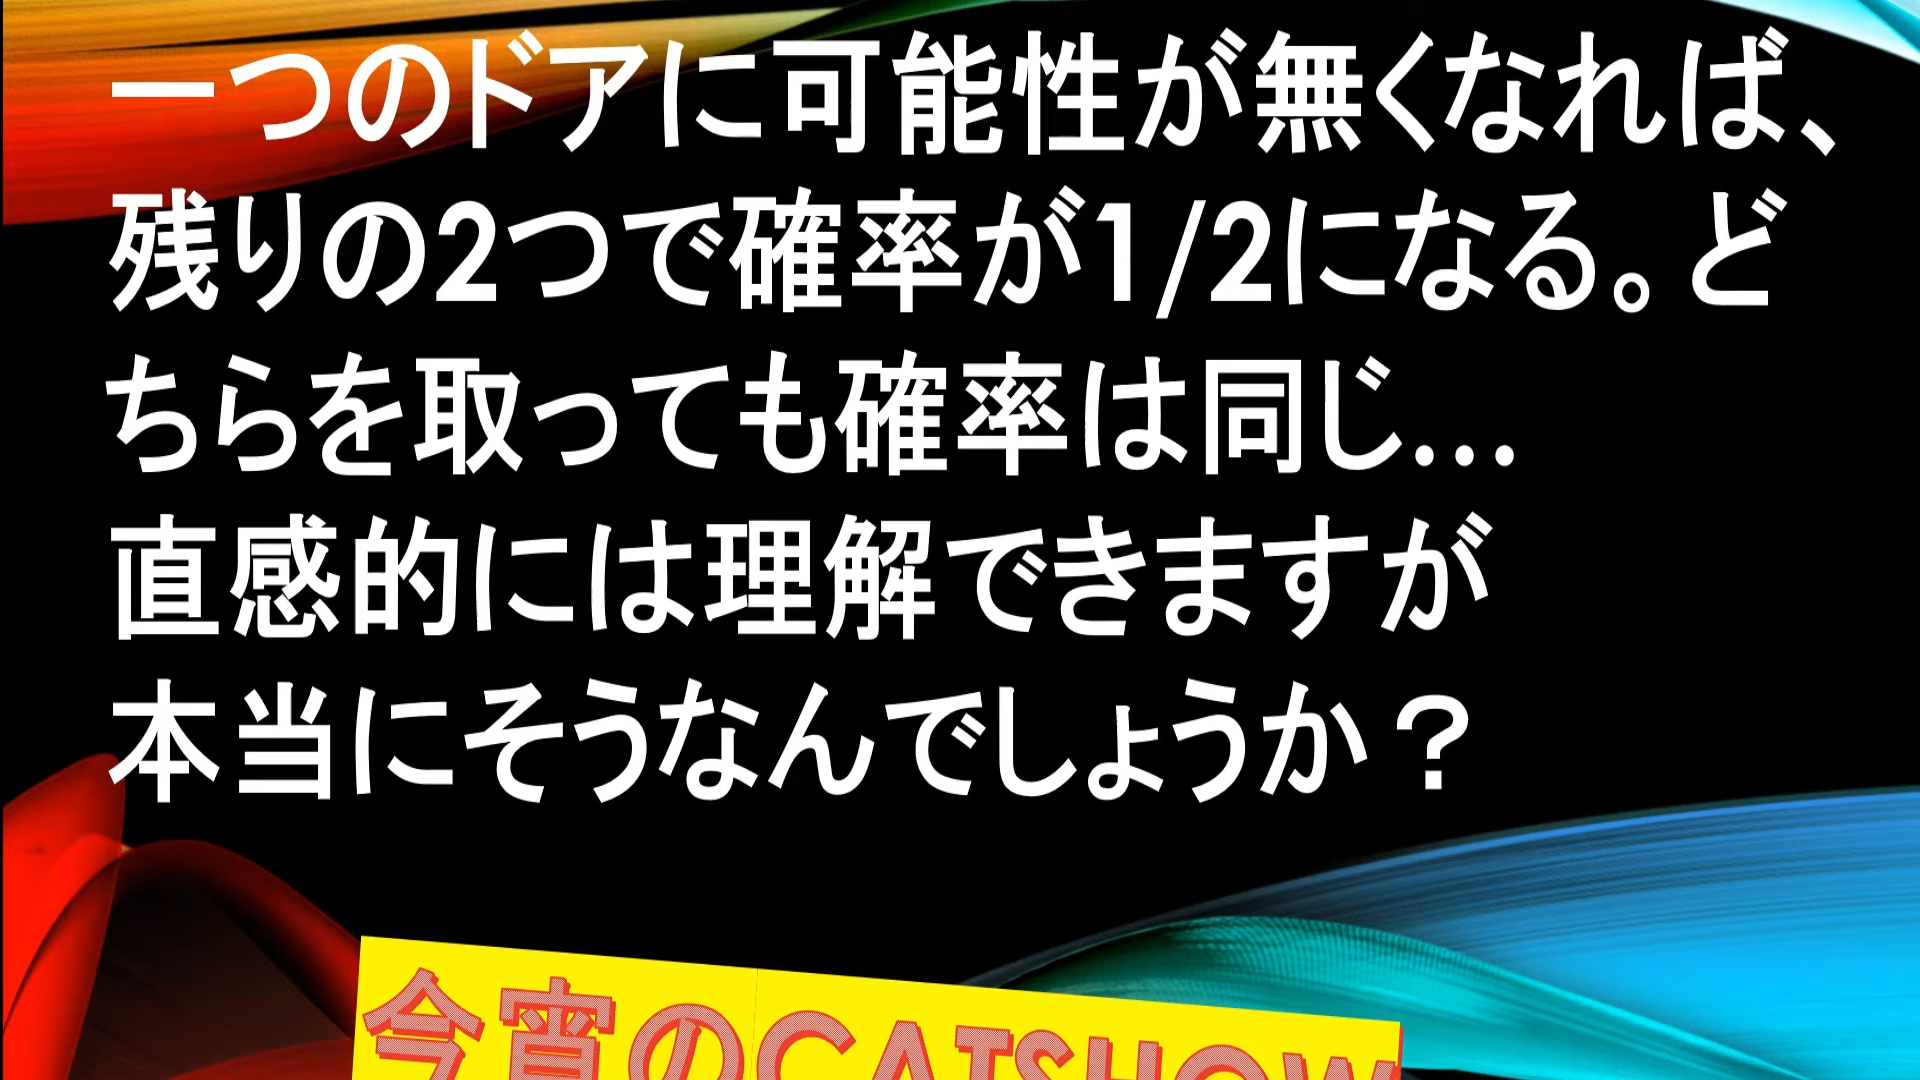 一つのドアに可能性が無くなれば、
残りの2つで確率が1/2になる。ど
ちらを取っても確率は同じ…
直感的には理解できますが
本当にそうなんでしょうか？
今宵のCATSHOW